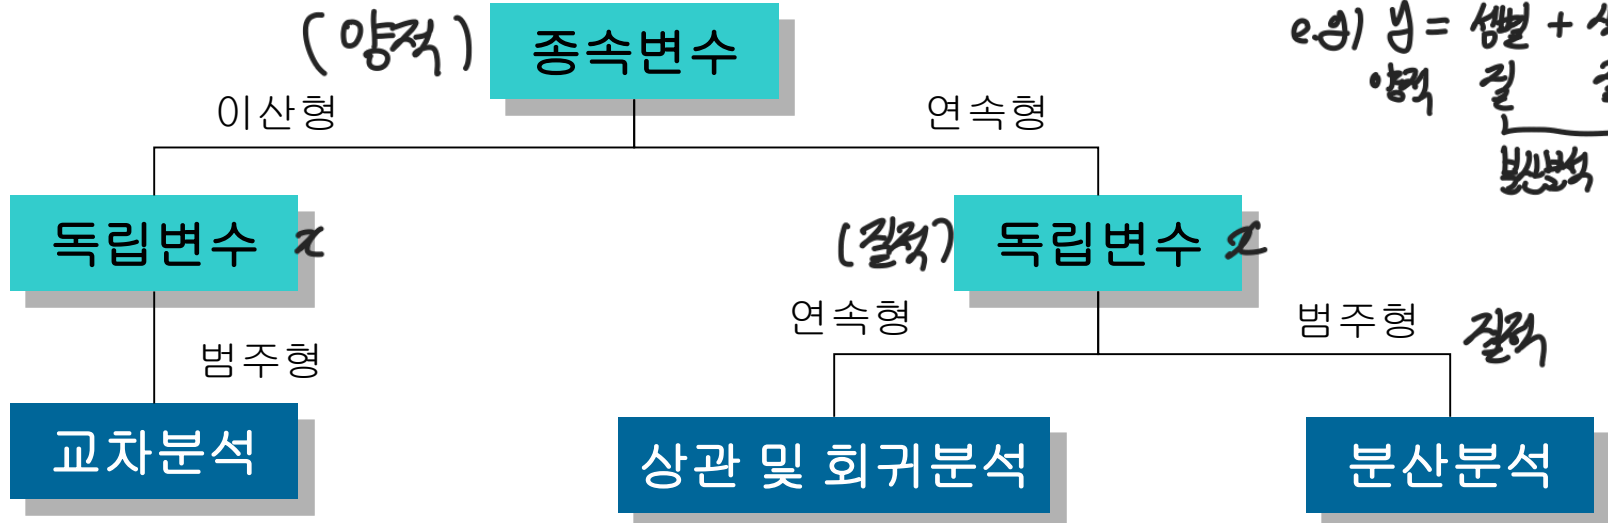 (양적) 종속변수 e.g) y = 성별 +
양적 질
이산형 연속형
분산분석
독립변수 x (질적) 독립변수 x
연속형 범주형 질적
범주형
교차분석 상관 및 회귀분석 분산분석